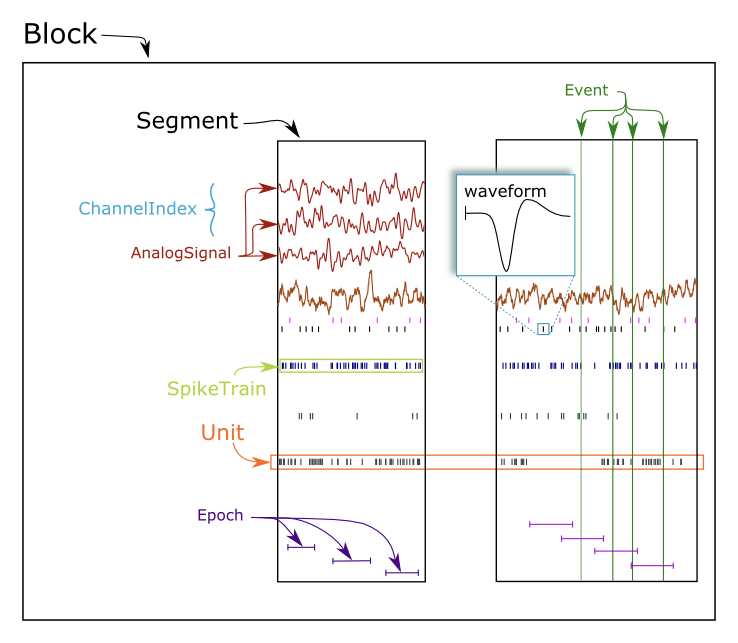 Block
Event
Segment
waveform
ChannelIndex
AnalogSignal
SpikeTrain
Unit
Epoch